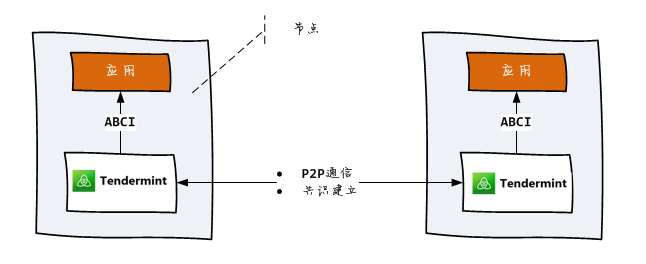 节点
应用
应用
ABCI
ABCI
Tendermint
• P2P通信
• 共识建立
Tendermint